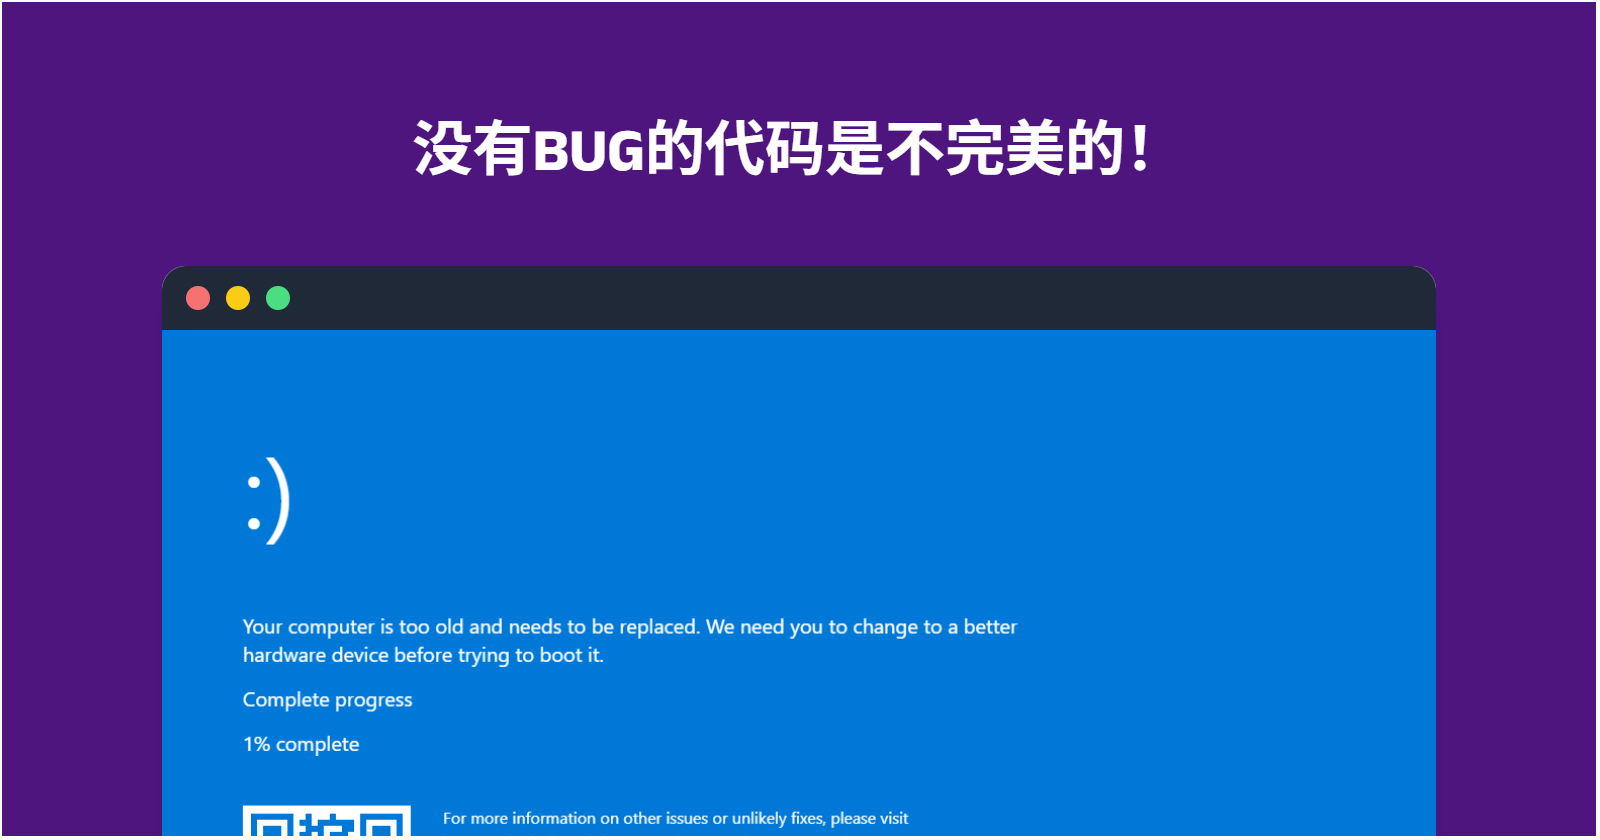 没有BUG的代码是不完美的！
:)
Your computer is too old and needs to be replaced. We need you to change to a better
hardware device before trying to boot it.
Complete progress
1% complete
For more information on other issues or unlikely fixes, please visit